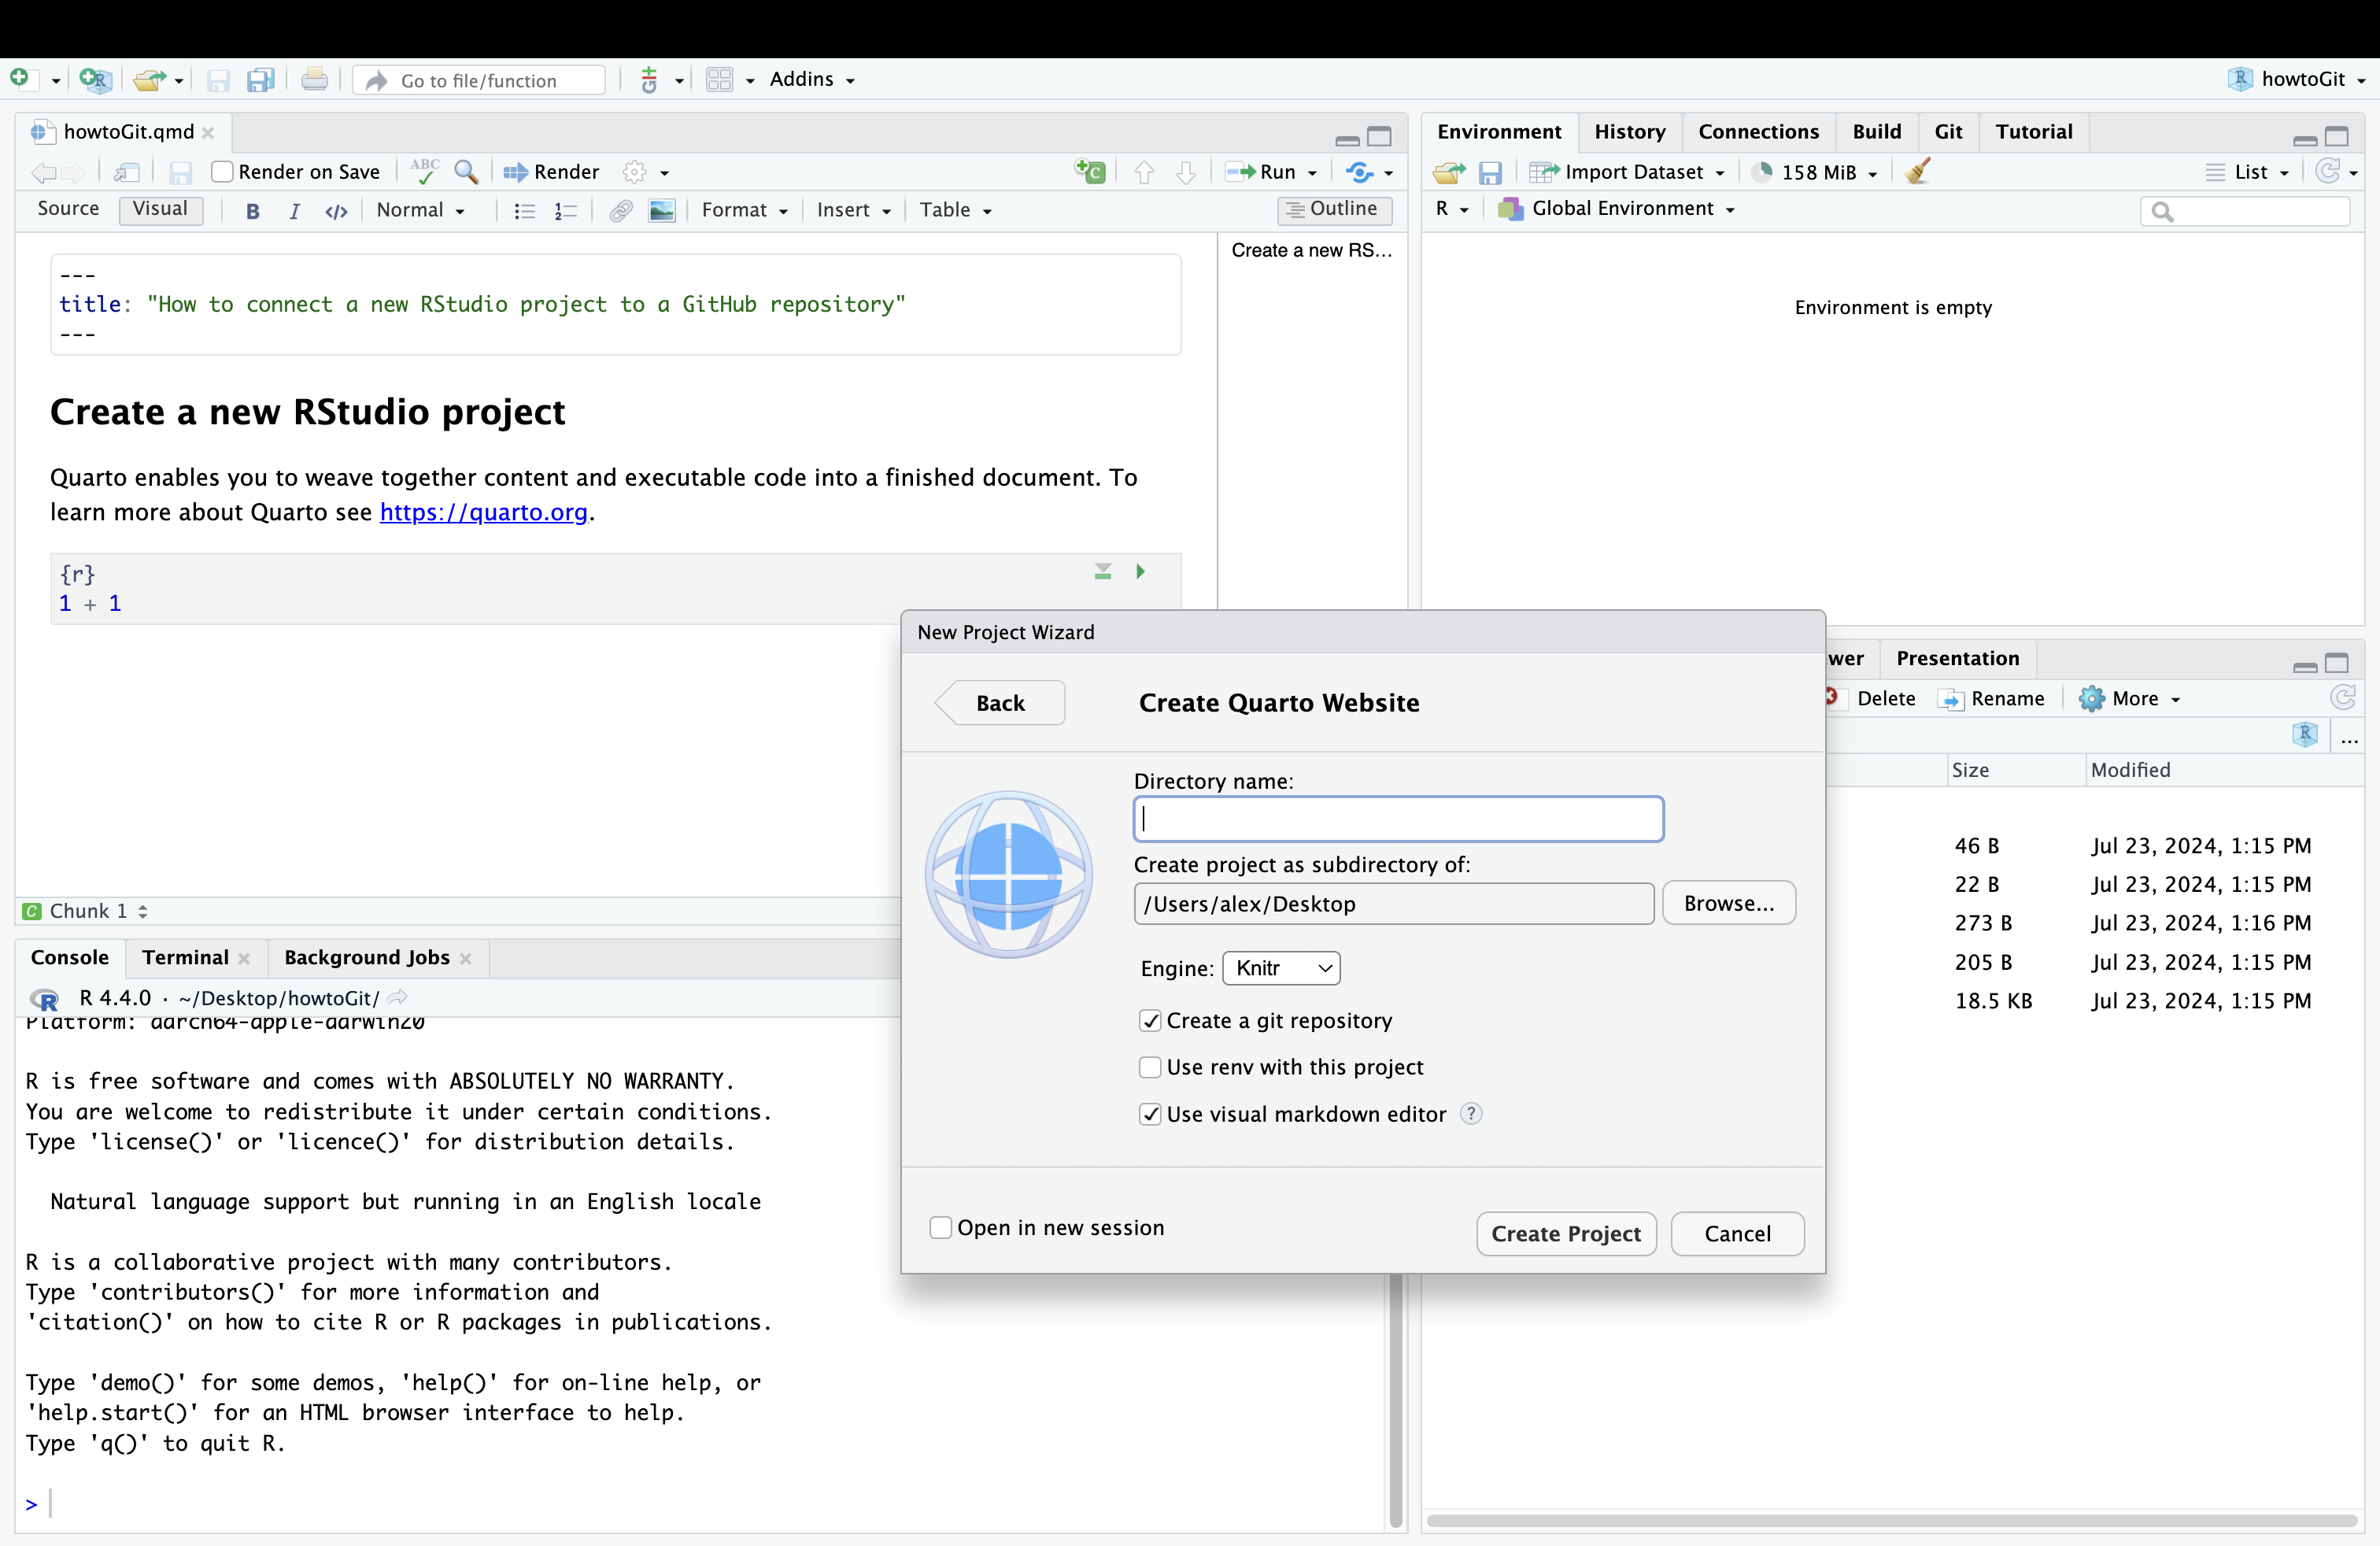 Go to file/function
Addins
howtoGit
howtoGit.qmd
Render on Save
ABC
Render
Run
Source
Visual
B
I
</>
Normal
Format
Insert
Table
Outline
---
title: "How to connect a new RStudio project to a GitHub repository"
---
Create a new RStudio project
Quarto enables you to weave together content and executable code into a finished document. To
learn more about Quarto see https://quarto.org.
{r}
1 + 1
Create a new RS...
C Chunk 1
Console
Terminal
Background Jobs
R 4.4.0 · ~/Desktop/howtoGit/
Platform: aarch64-apple-darwin20
R is free software and comes with ABSOLUTELY NO WARRANTY.
You are welcome to redistribute it under certain conditions.
Type 'license()' or 'licence()' for distribution details.
Natural language support but running in an English locale
R is a collaborative project with many contributors.
Type 'contributors()' for more information and
'citation()' on how to cite R or R packages in publications.
Type 'demo()' for some demos, 'help()' for on-line help, or
'help.start()' for an HTML browser interface to help.
Type 'q()' to quit R.
>
Environment
History
Connections
Build
Git
Tutorial
Import Dataset
158 MiB
List
R
Global Environment
Environment is empty
wer
Presentation
Delete
Rename
More
...
Size
Modified
46 B Jul 23, 2024, 1:15 PM
22 B Jul 23, 2024, 1:15 PM
273 B Jul 23, 2024, 1:16 PM
205 B Jul 23, 2024, 1:15 PM
18.5 KB Jul 23, 2024, 1:15 PM
New Project Wizard
Back
Create Quarto Website
Directory name:
Create project as subdirectory of:
/Users/alex/Desktop
Browse...
Engine: Knitr
Create a git repository
Use renv with this project
Use visual markdown editor ?
Open in new session
Create Project
Cancel